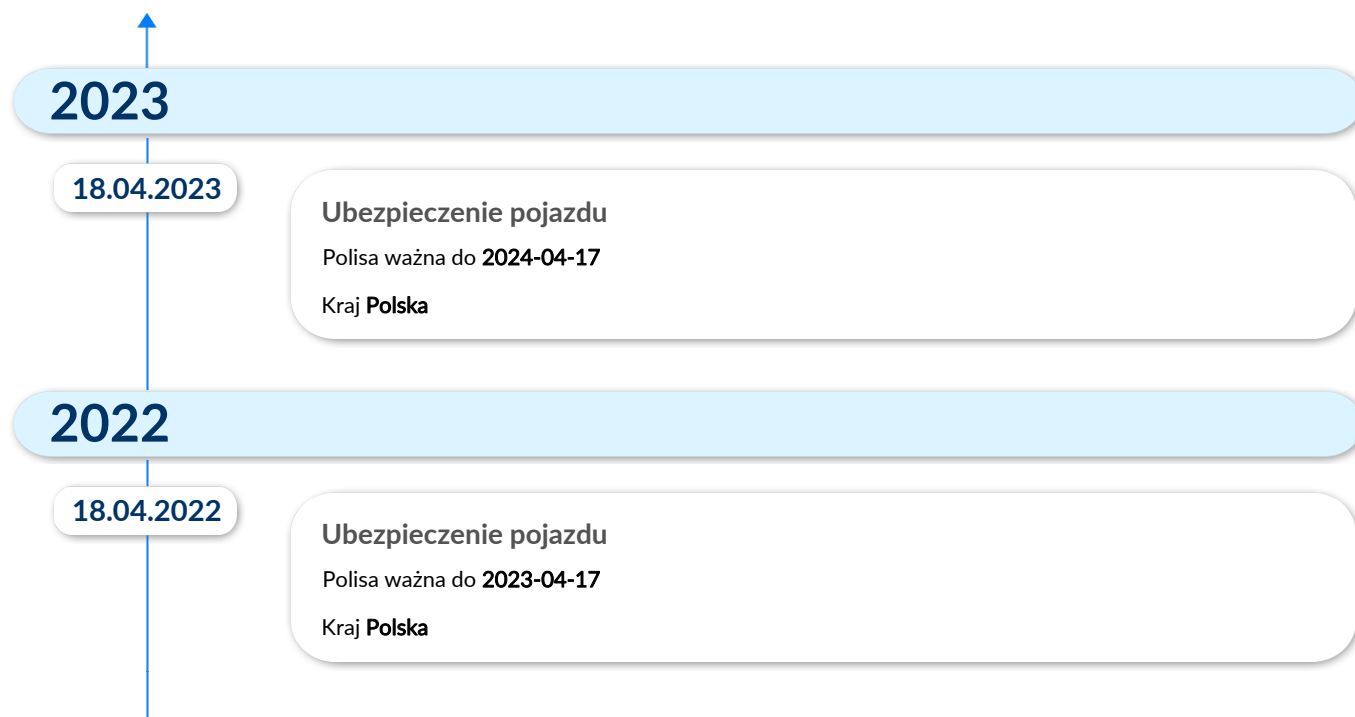 2023
18.04.2023
Ubezpieczenie pojazdu
Polisa ważna do 2024-04-17
Kraj Polska
2022
18.04.2022
Ubezpieczenie pojazdu
Polisa ważna do 2023-04-17
Kraj Polska